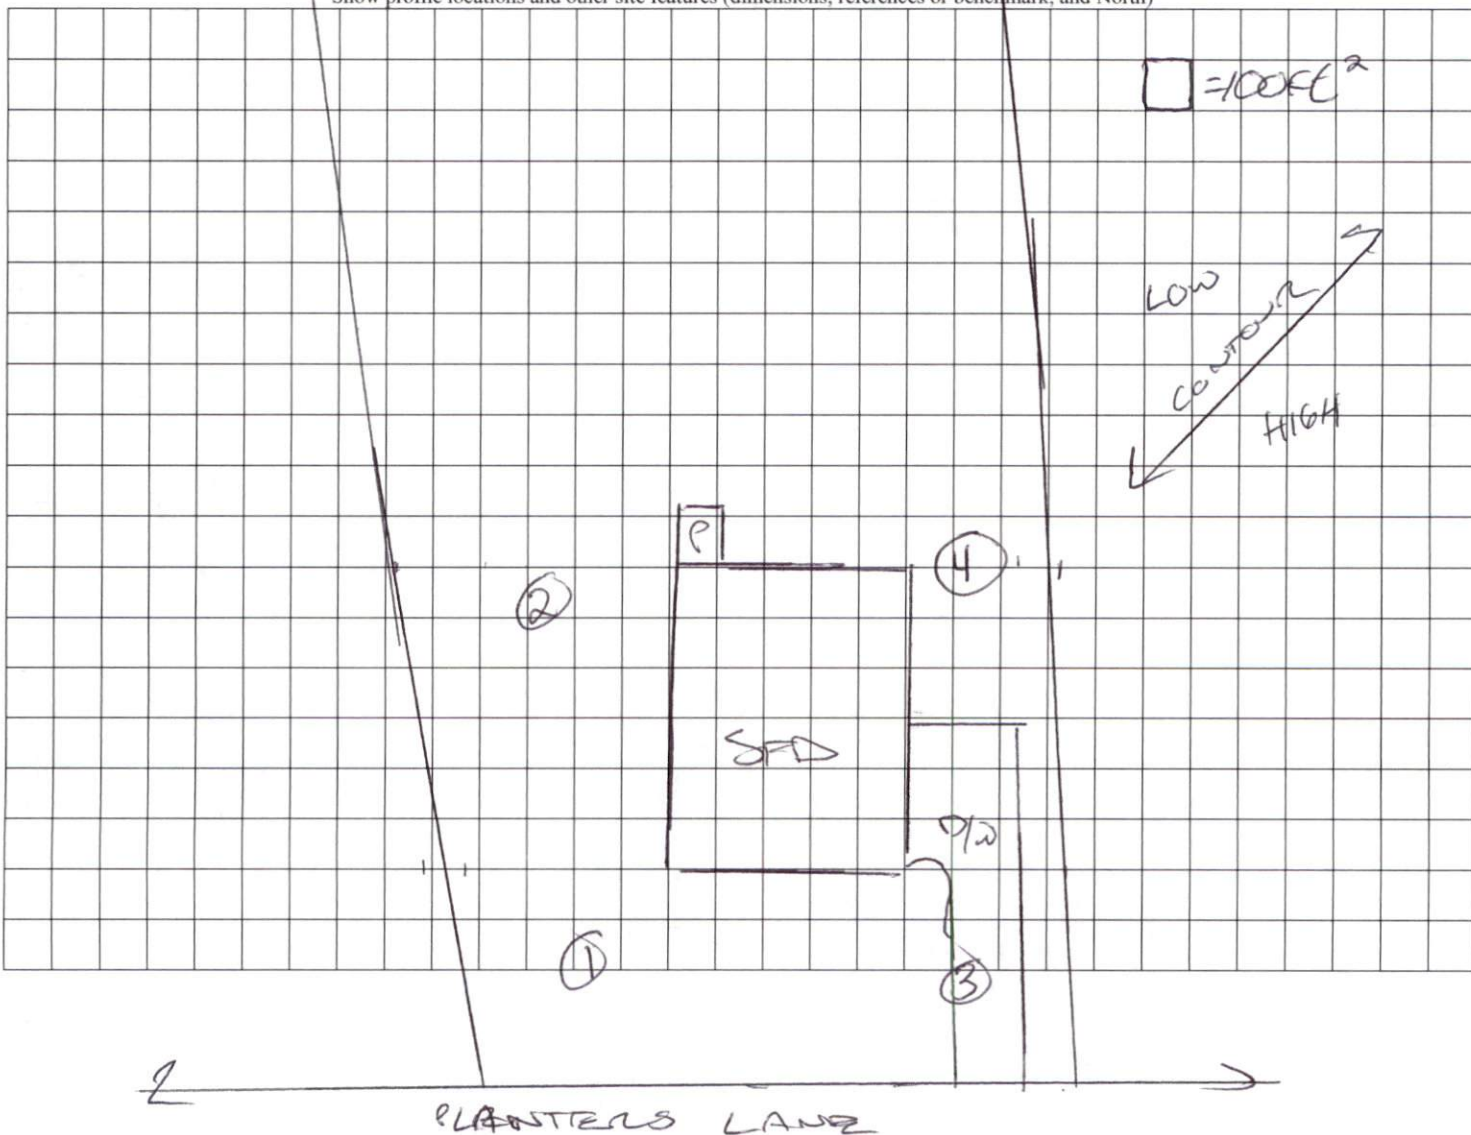 Show profile locations and other site features (dimensions, references or benchmark, and North)
□ =100FT²
LOW
CONTOUR
HIGH
P
4
2
SFD
D/W
1
3
PLANTERS LANE